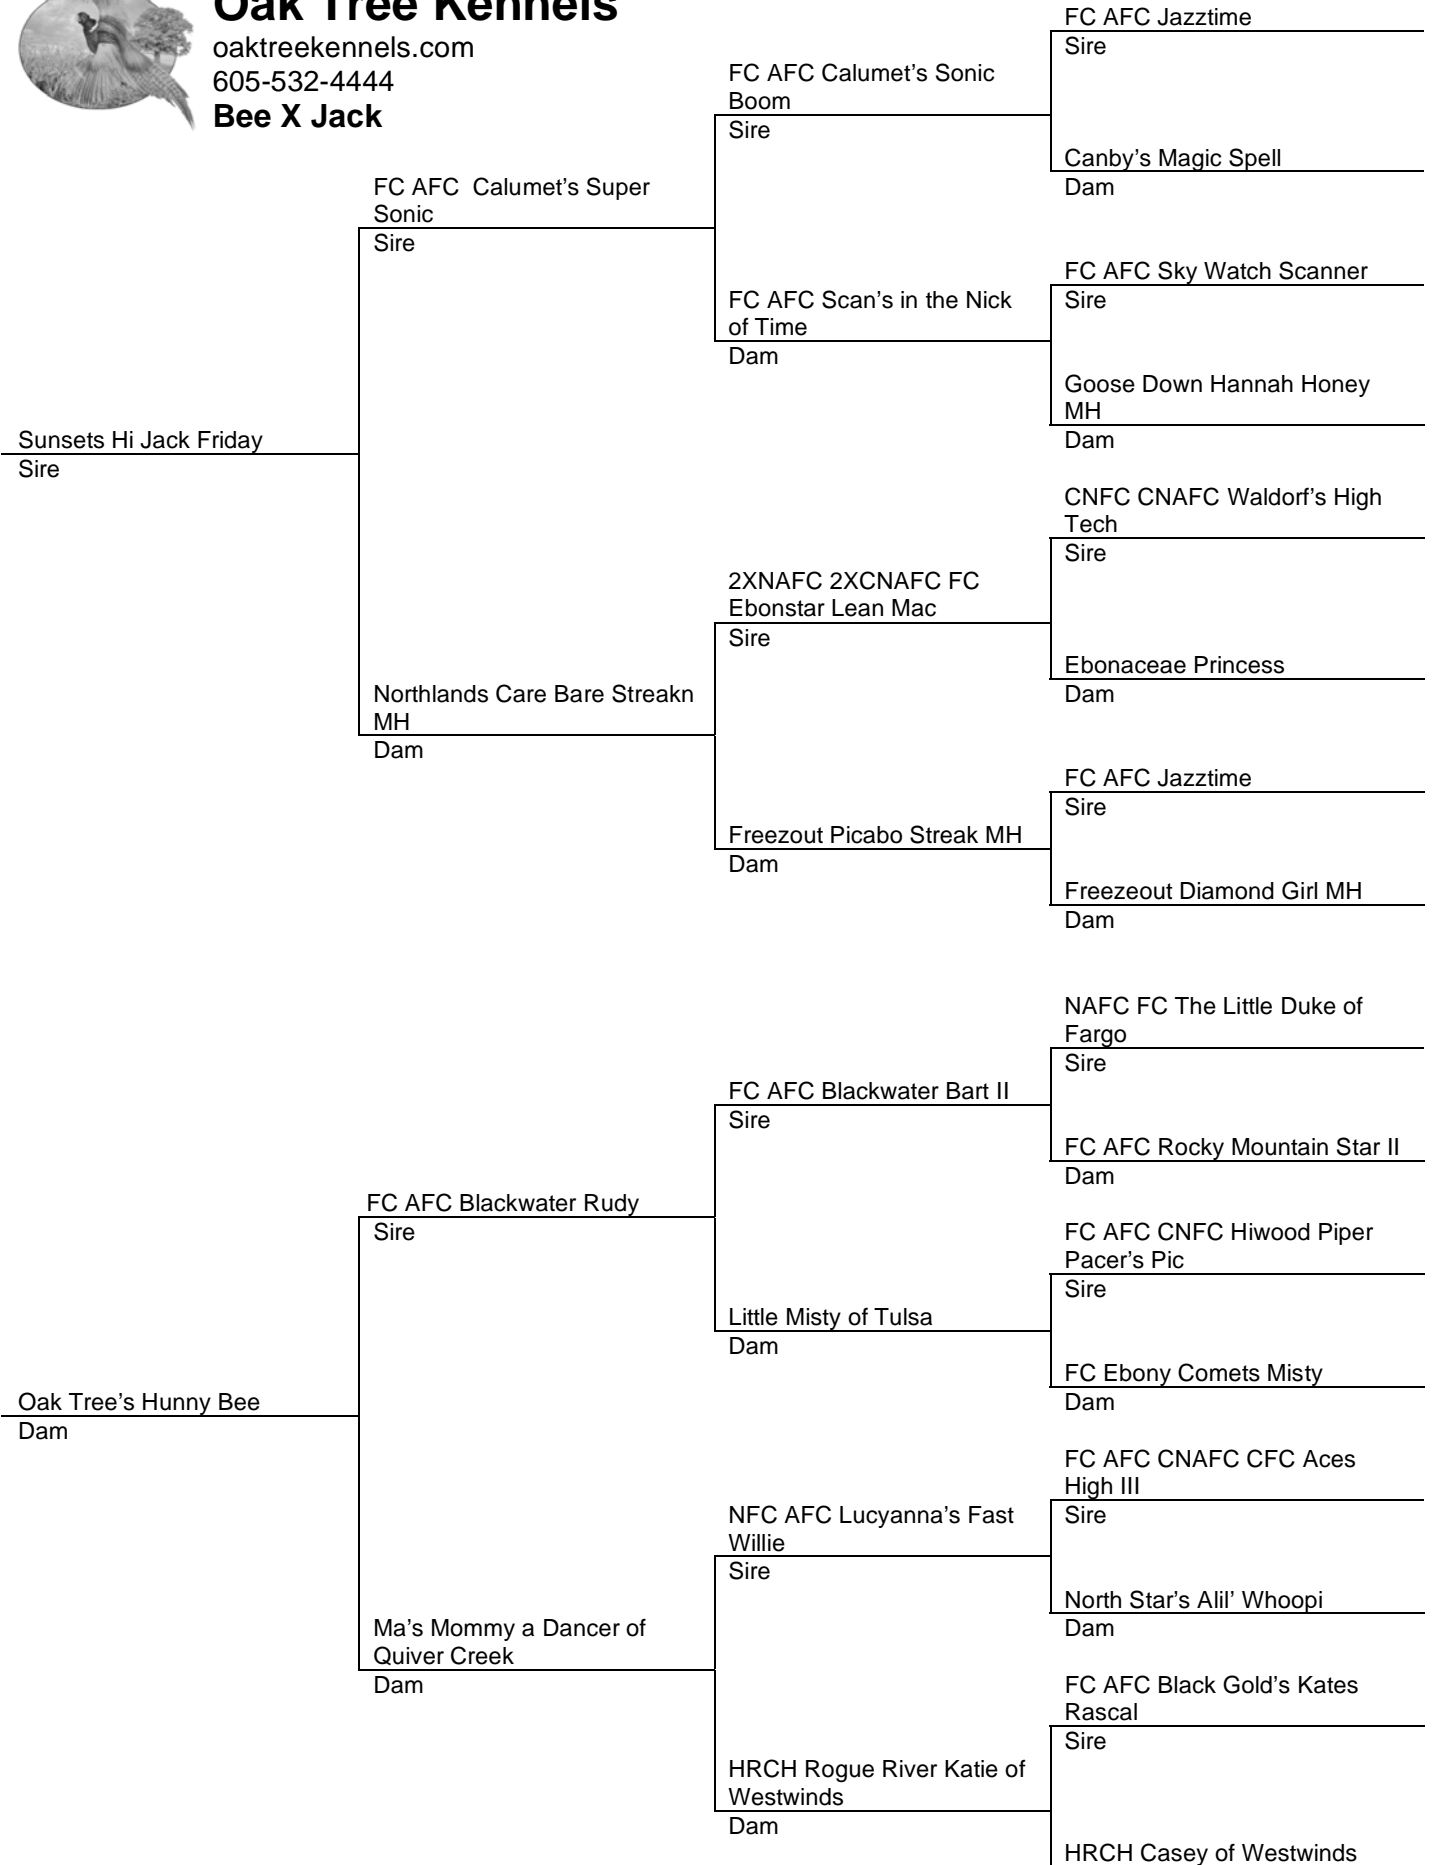 Oak Tree Kennels
oaktreekennels.com
605-532-4444
Bee X Jack
FC AFC Jazztime
Sire
FC AFC Calumet’s Sonic
Boom
Sire
Canby’s Magic Spell
Dam
FC AFC  Calumet’s Super
Sonic
Sire
FC AFC Sky Watch Scanner
Sire
FC AFC Scan’s in the Nick
of Time
Dam
Goose Down Hannah Honey
MH
Dam
Sunsets Hi Jack Friday
Sire
CNFC CNAFC Waldorf’s High
Tech
Sire
2XNAFC 2XCNAFC FC
Ebonstar Lean Mac
Sire
Ebonaceae Princess
Dam
Northlands Care Bare Streakn
MH
Dam
FC AFC Jazztime
Sire
Freezout Picabo Streak MH
Dam
Freezeout Diamond Girl MH
Dam
NAFC FC The Little Duke of
Fargo
Sire
FC AFC Blackwater Bart II
Sire
FC AFC Rocky Mountain Star II
Dam
FC AFC Blackwater Rudy
Sire
FC AFC CNFC Hiwood Piper
Pacer’s Pic
Sire
Little Misty of Tulsa
Dam
FC Ebony Comets Misty
Dam
Oak Tree’s Hunny Bee
Dam
FC AFC CNAFC CFC Aces
High III
Sire
NFC AFC Lucyanna’s Fast
Willie
Sire
North Star’s Alil’ Whoopi
Dam
Ma’s Mommy a Dancer of
Quiver Creek
Dam
FC AFC Black Gold’s Kates
Rascal
Sire
HRCH Rogue River Katie of
Westwinds
Dam
HRCH Casey of Westwinds